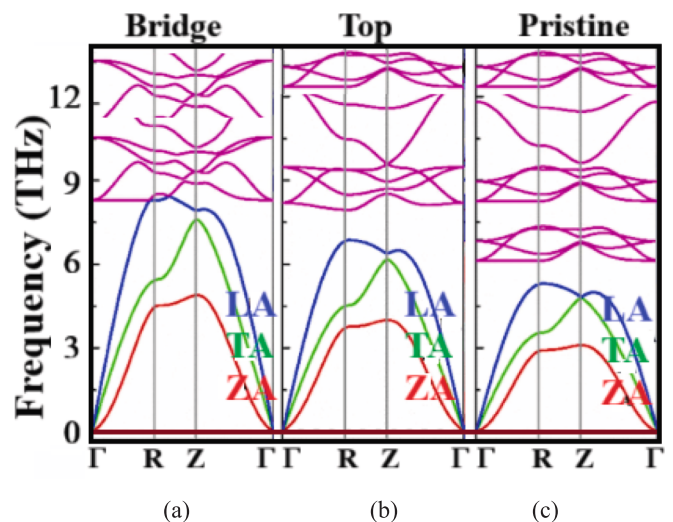 Bridge Top Pristine
Frequency (THz)
12
9
6
3
0
LA LA LA
TA TA TA
ZA ZA ZA
Γ R Z Γ Γ R Z Γ Γ R Z Γ
(a) (b) (c)